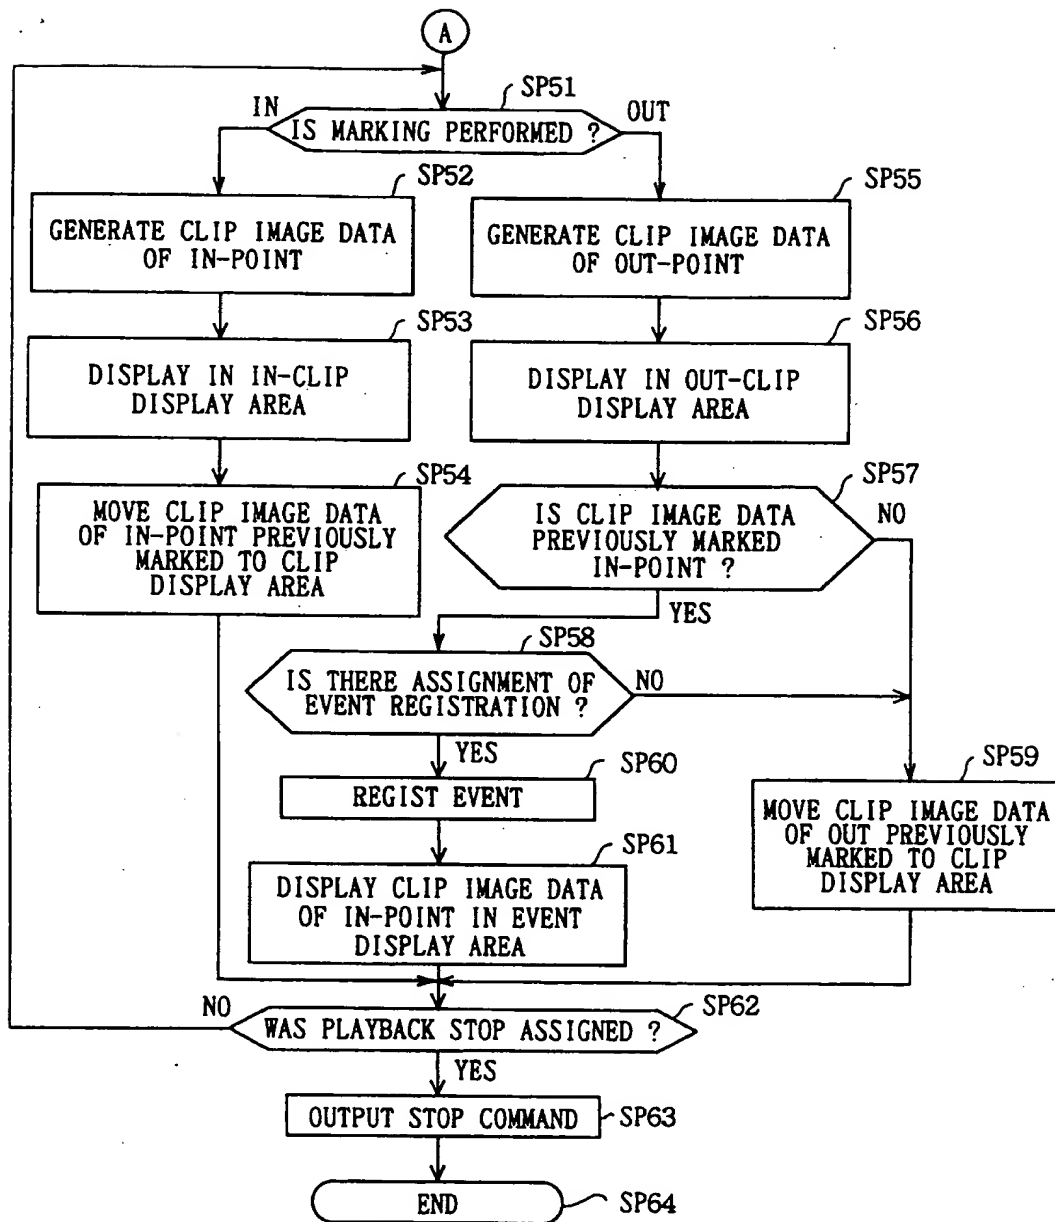 A
SP51
IN
OUT
IS MARKING PERFORMED ?
SP52
GENERATE CLIP IMAGE DATA
OF IN-POINT
SP55
GENERATE CLIP IMAGE DATA
OF OUT-POINT
SP53
DISPLAY IN IN-CLIP
DISPLAY AREA
SP56
DISPLAY IN OUT-CLIP
DISPLAY AREA
SP54
MOVE CLIP IMAGE DATA
OF IN-POINT PREVIOUSLY
MARKED TO CLIP
DISPLAY AREA
SP57
IS CLIP IMAGE DATA
PREVIOUSLY MARKED
IN-POINT ?
NO
YES
SP58
IS THERE ASSIGNMENT OF
EVENT REGISTRATION ?
NO
YES
SP60
REGIST EVENT
SP59
MOVE CLIP IMAGE DATA
OF OUT PREVIOUSLY
MARKED TO CLIP
DISPLAY AREA
SP61
DISPLAY CLIP IMAGE DATA
OF IN-POINT IN EVENT
DISPLAY AREA
NO
SP62
WAS PLAYBACK STOP ASSIGNED ?
YES
OUTPUT STOP COMMAND
SP63
END
SP64